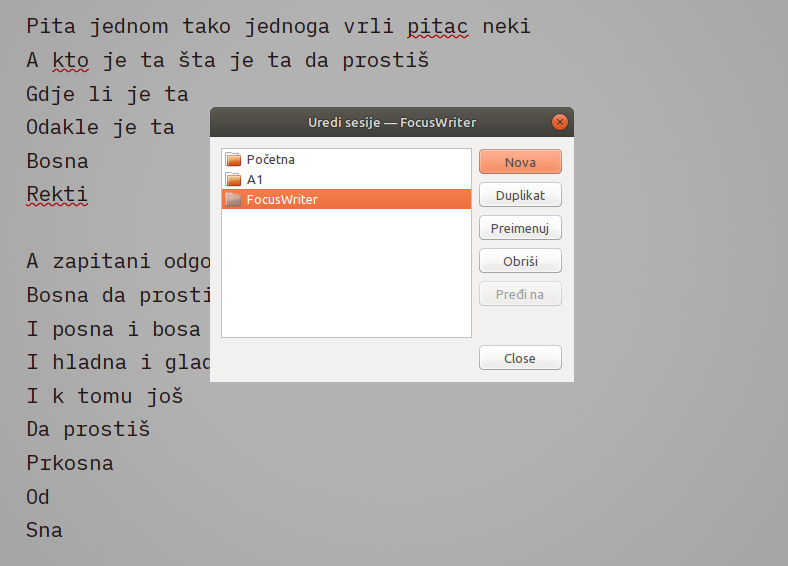 Pita jednom tako jednoga vrli pitac neki
A kto je ta šta je ta da prostiš
Gdje li je ta
Odakle je ta
Bosna
Rekti
A zapitani odgo
Bosna da prosti
I posna i bosa
I hladna i glad
I k tomu još
Da prostiš
Prkosna
Od
Sna
Uredi sesije — FocusWriter
Početna
A1
FocusWriter
Nova
Duplikat
Preimenuj
Obriši
Pređi na
Close